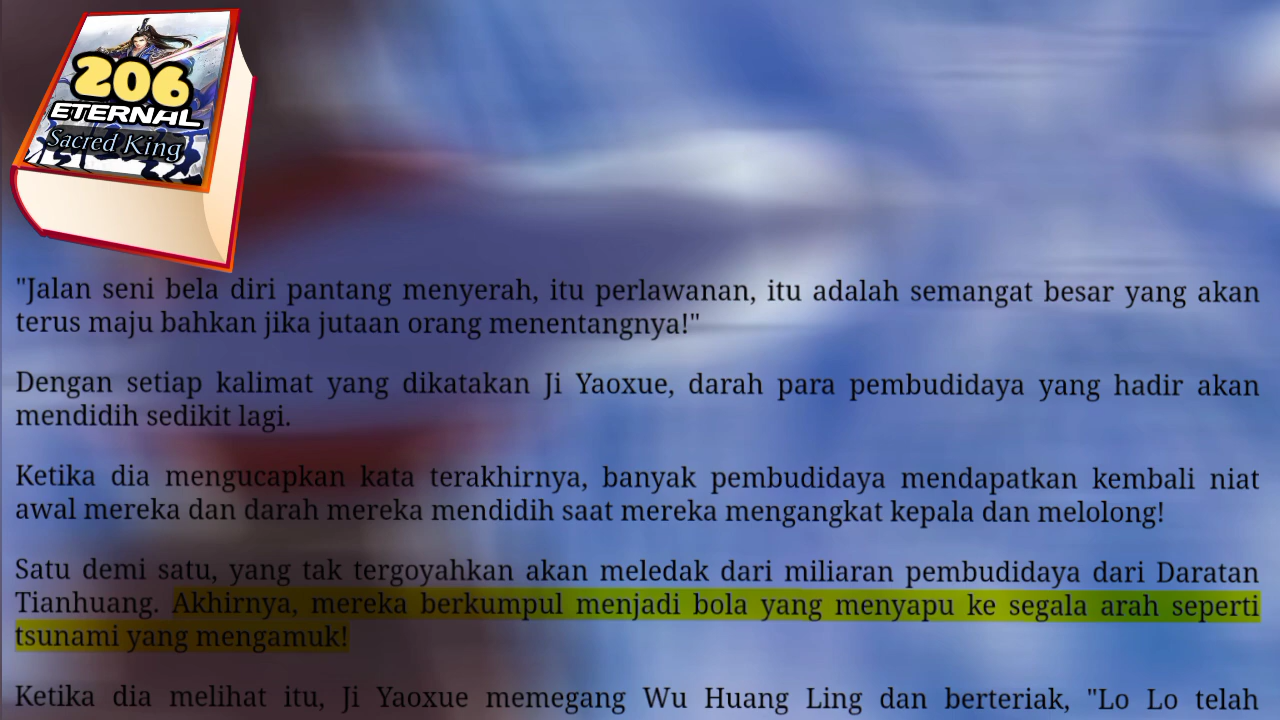 206
ETERNAL
Sacred King
"Jalan seni bela diri pantang menyerah, itu perlawanan, itu adalah semangat besar yang akan
terus maju bahkan jika jutaan orang menentangnya!"
Dengan setiap kalimat yang dikatakan Ji Yaoxue, darah para pembudidaya yang hadir akan
mendidih sedikit lagi.
Ketika dia mengucapkan kata terakhirnya, banyak pembudidaya mendapatkan kembali niat
awal mereka dan darah mereka mendidih saat mereka mengangkat kepala dan melolong!
Satu demi satu, yang tak tergoyahkan akan meledak dari miliaran pembudidaya dari Daratan
Tianhuang. Akhirnya, mereka berkumpul menjadi bola yang menyapu ke segala arah seperti
tsunami yang mengamuk!
Ketika dia melihat itu, Ji Yaoxue memegang Wu Huang Ling dan berteriak, "Lo Lo telah